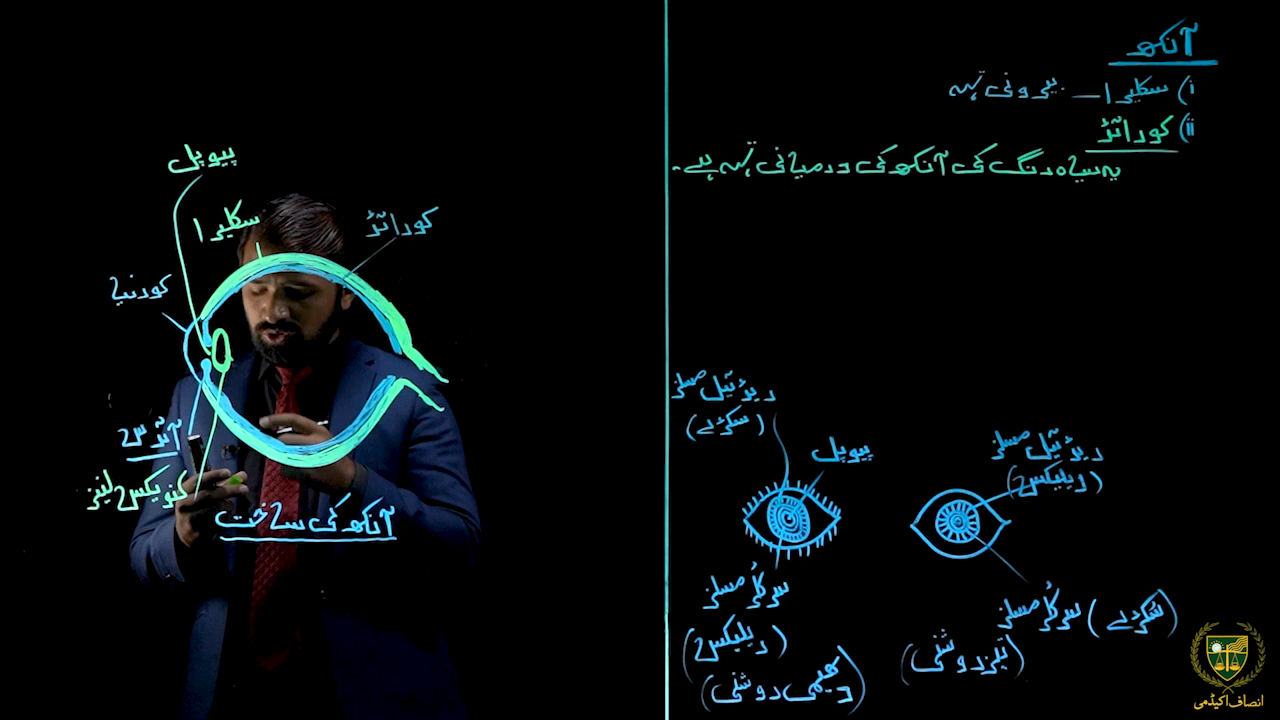 آنکھ
i) سکلیرا — بیرونی تہہ
ii) کورائڈ
یہ سیاہ رنگ کی آنکھ کی درمیانی تہہ ہے۔
پیوپل
سکلیرا
کورائڈ
کورنیا
آئرس
کنویکس لینز
آنکھ کی ساخت
ریڈیئل مسلز
(سکڑے)
پیوپل
سرکلر مسلز
(ریلیکس)
(دھیمی روشنی)
ریڈیئل مسلز
(ریلیکس)
سرکلر مسلز (سُکڑے)
(تیز روشنی)
انصاف اکیڈمی